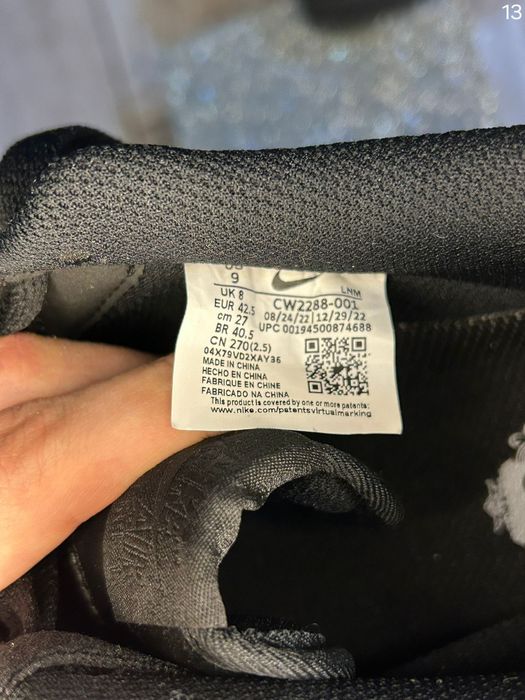 13
US
9
UK 8
EUR 42.5
cm 27
BR 40.5
CN 270(2.5)
LNM
CW2288-001
08/24/22|12/29/22
UPC 00194500874688
04X79VD2XAY36
MADE IN CHINA
HECHO EN CHINA
FABRIQUE EN CHINE
FABRICADO NA CHINA
This product is covered by one or more patents:
www.nike.com/patentsvirtualmarking